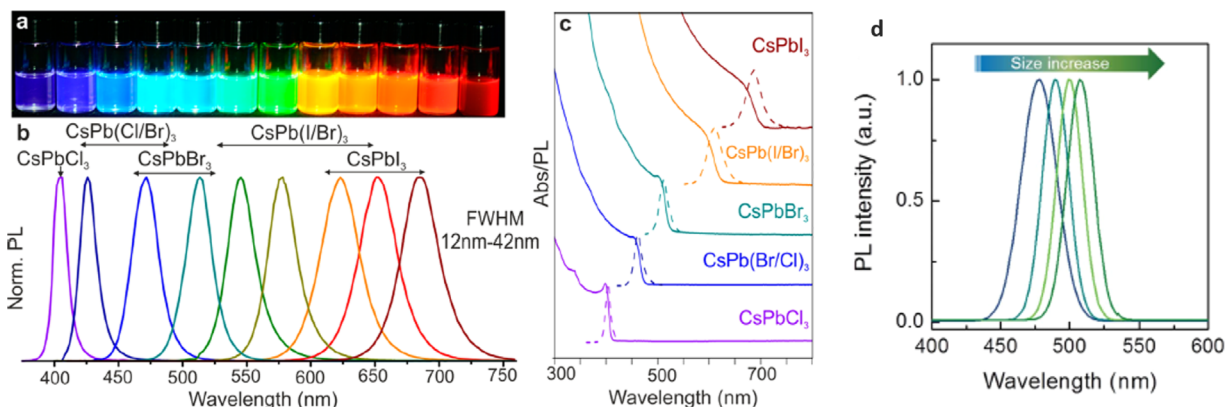 a
b
CsPb(Cl/Br)₃
CsPb(I/Br)₃
CsPbCl₃
CsPbBr₃
CsPbI₃
FWHM
12nm-42nm
Norm. PL
400 450 500 550 600 650 700 750
Wavelength (nm)
c
CsPbI₃
CsPb(I/Br)₃
CsPbBr₃
CsPb(Br/Cl)₃
CsPbCl₃
Abs/PL
300 500 700
Wavelength (nm)
d
Size increase
1.0
0.5
0.0
PL intensity (a.u.)
400 450 500 550 600
Wavelength (nm)